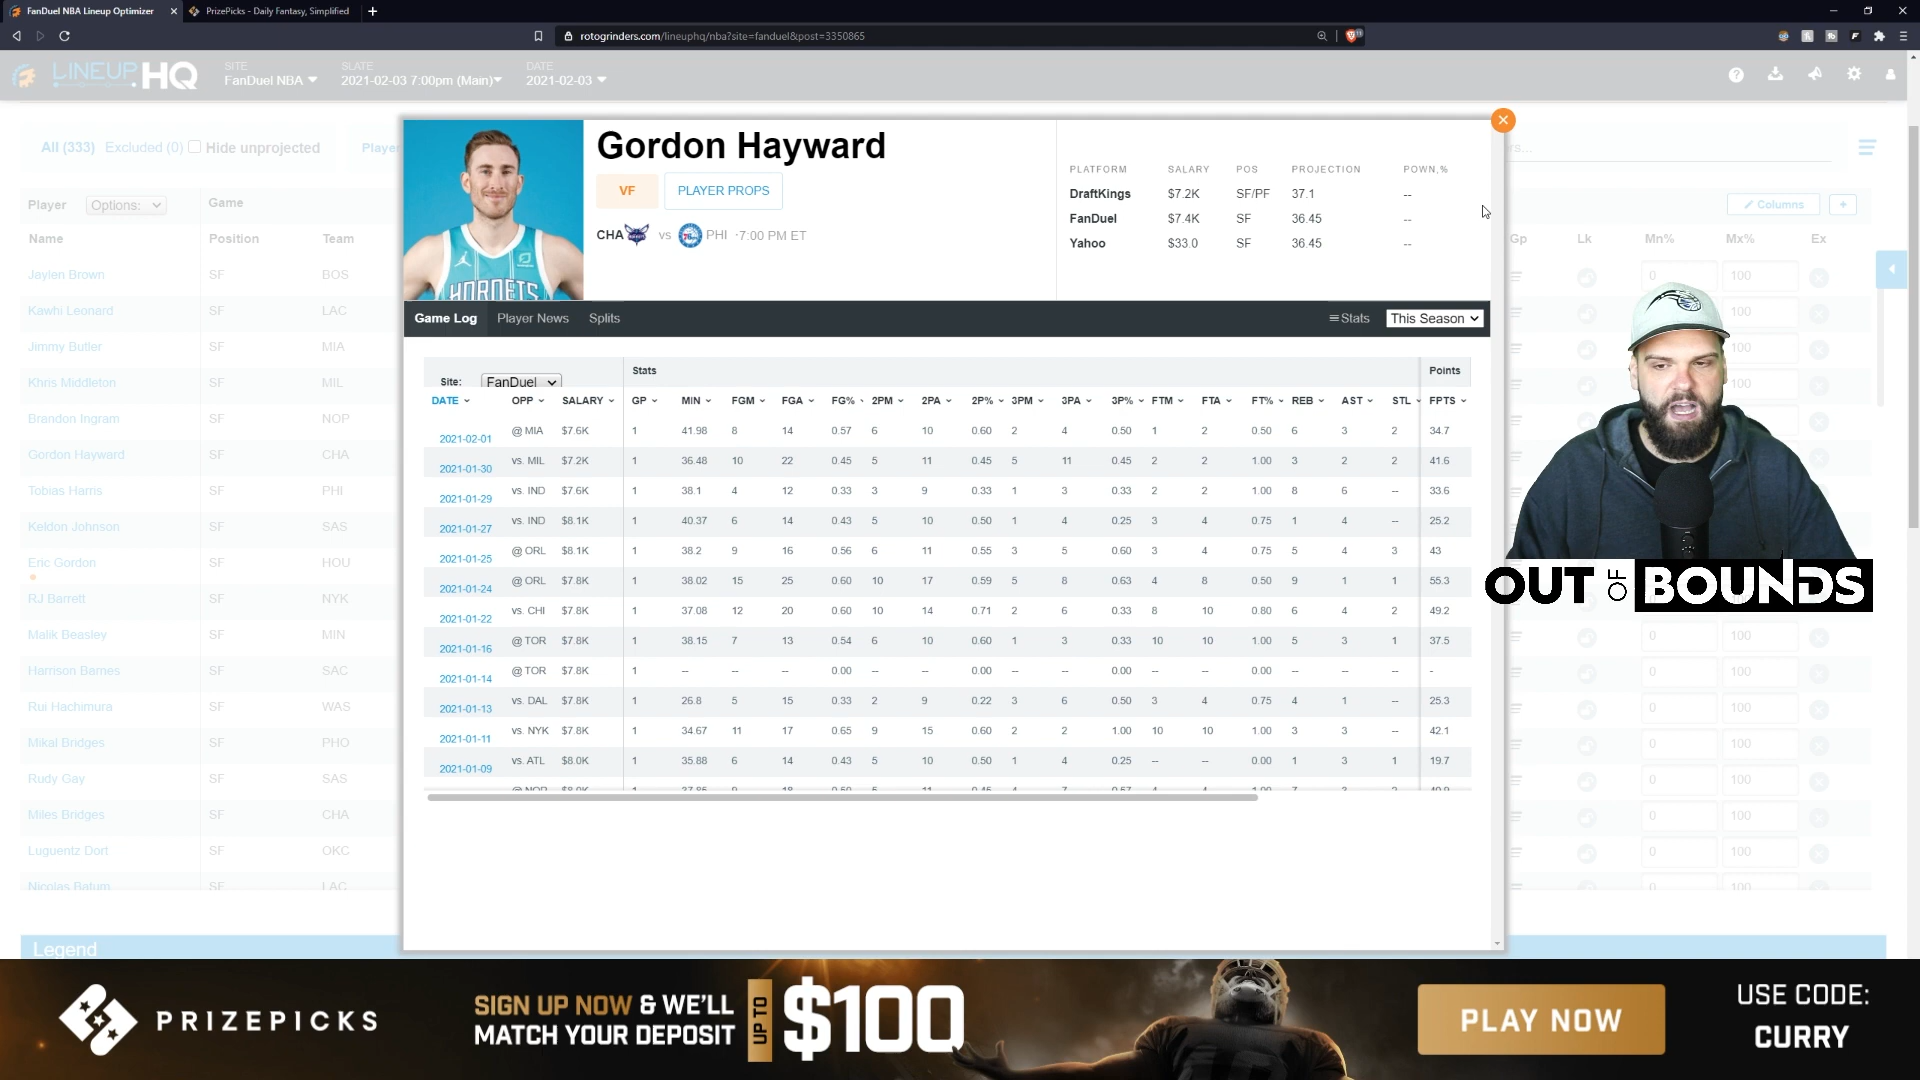 FanDuel NBA Lineup Optimizer
PrizePicks - Daily Fantasy, Simplified
rotogrinders.com/lineuphq/nba?site=fanduel&post=3350865
LINEUP HQ
SITE
FanDuel NBA
SLATE
2021-02-03 7:00pm (Main)
DATE
2021-02-03
All (333) Excluded (0) Hide unprojected
Player
Player Options: Game
Name Position Team
Jaylen Brown SF BOS
Kawhi Leonard SF LAC
Jimmy Butler SF MIA
Khris Middleton SF MIL
Brandon Ingram SF NOP
Gordon Hayward SF CHA
Tobias Harris SF PHI
Keldon Johnson SF SAS
Eric Gordon SF HOU
RJ Barrett SF NYK
Malik Beasley SF MIN
Harrison Barnes SF SAC
Rui Hachimura SF WAS
Mikal Bridges SF PHO
Rudy Gay SF SAS
Miles Bridges SF CHA
Luguentz Dort SF OKC
Nicolas Batum SF LAC
Legend
Gordon Hayward
VF PLAYER PROPS
CHA vs PHI · 7:00 PM ET
PLATFORM SALARY POS PROJECTION POWN,%
DraftKings $7.2K SF/PF 37.1 --
FanDuel $7.4K SF 36.45 --
Yahoo $33.0 SF 36.45 --
Game Log Player News Splits Stats This Season
Site: FanDuel Stats Points
DATE OPP SALARY GP MIN FGM FGA FG% 2PM 2PA 2P% 3PM 3PA 3P% FTM FTA FT% REB AST STL FPTS
2021-02-01 @ MIA $7.6K 1 41.98 8 14 0.57 6 10 0.60 2 4 0.50 1 2 0.50 6 3 2 34.7
2021-01-30 vs. MIL $7.2K 1 36.48 10 22 0.45 5 11 0.45 5 11 0.45 2 2 1.00 3 2 2 41.6
2021-01-29 vs. IND $7.6K 1 38.1 4 12 0.33 3 9 0.33 1 3 0.33 2 2 1.00 8 6 -- 33.6
2021-01-27 vs. IND $8.1K 1 40.37 6 14 0.43 5 10 0.50 1 4 0.25 3 4 0.75 1 4 -- 25.2
2021-01-25 @ ORL $8.1K 1 38.2 9 16 0.56 6 11 0.55 3 5 0.60 3 4 0.75 5 4 3 43
2021-01-24 @ ORL $7.8K 1 38.02 15 25 0.60 10 17 0.59 5 8 0.63 4 8 0.50 9 1 1 55.3
2021-01-22 vs. CHI $7.8K 1 37.08 12 20 0.60 10 14 0.71 2 6 0.33 8 10 0.80 6 4 2 49.2
2021-01-16 @ TOR $7.8K 1 38.15 7 13 0.54 6 10 0.60 1 3 0.33 10 10 1.00 5 3 1 37.5
2021-01-14 @ TOR $7.8K 1 -- -- -- 0.00 -- -- 0.00 -- -- 0.00 -- -- 0.00 -- -- -- -
2021-01-13 vs. DAL $7.8K 1 26.8 5 15 0.33 2 9 0.22 3 6 0.50 3 4 0.75 4 1 -- 25.3
2021-01-11 vs. NYK $7.8K 1 34.67 11 17 0.65 9 15 0.60 2 2 1.00 10 10 1.00 3 3 -- 42.1
2021-01-09 vs. ATL $8.0K 1 35.88 6 14 0.43 5 10 0.50 1 4 0.25 -- -- 0.00 1 3 1 19.7
HORNETS
Columns +
Gp Lk Mn% Mx% Ex
0 100
100
100
100
0 100
0 100
0 100
0 100
0 100
0 100
0 100
0 100
OUT OF BOUNDS
PRIZEPICKS
SIGN UP NOW & WE'LL
MATCH YOUR DEPOSIT
UP TO
$100
PLAY NOW
USE CODE:
CURRY